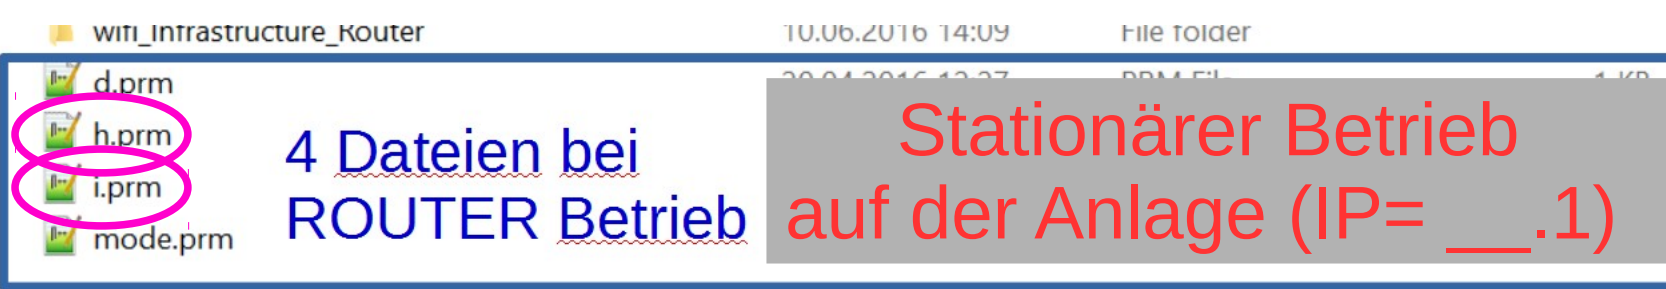 wifi_Infrastructure_Router 10.06.2016 14:09 File folder
d.prm
h.prm
i.prm
mode.prm
4 Dateien bei
ROUTER Betrieb
Stationärer Betrieb
auf der Anlage (IP= __.1)